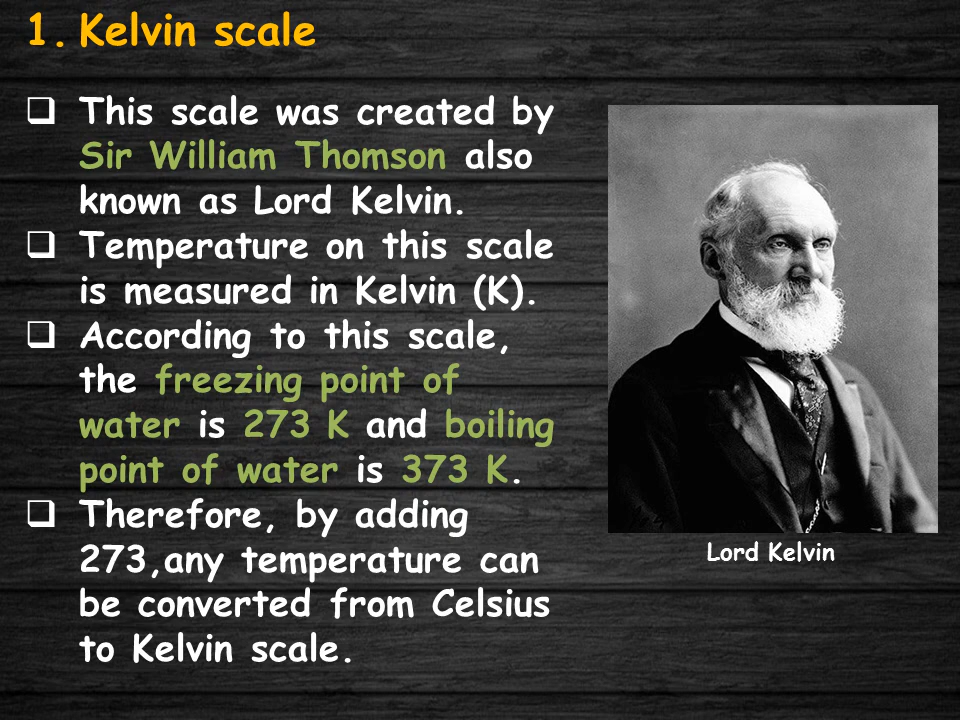 1. Kelvin scale
❑ This scale was created by
Sir William Thomson also
known as Lord Kelvin.
❑ Temperature on this scale
is measured in Kelvin (K).
❑ According to this scale,
the freezing point of
water is 273 K and boiling
point of water is 373 K.
❑ Therefore, by adding
273,any temperature can
be converted from Celsius
to Kelvin scale.
Lord Kelvin